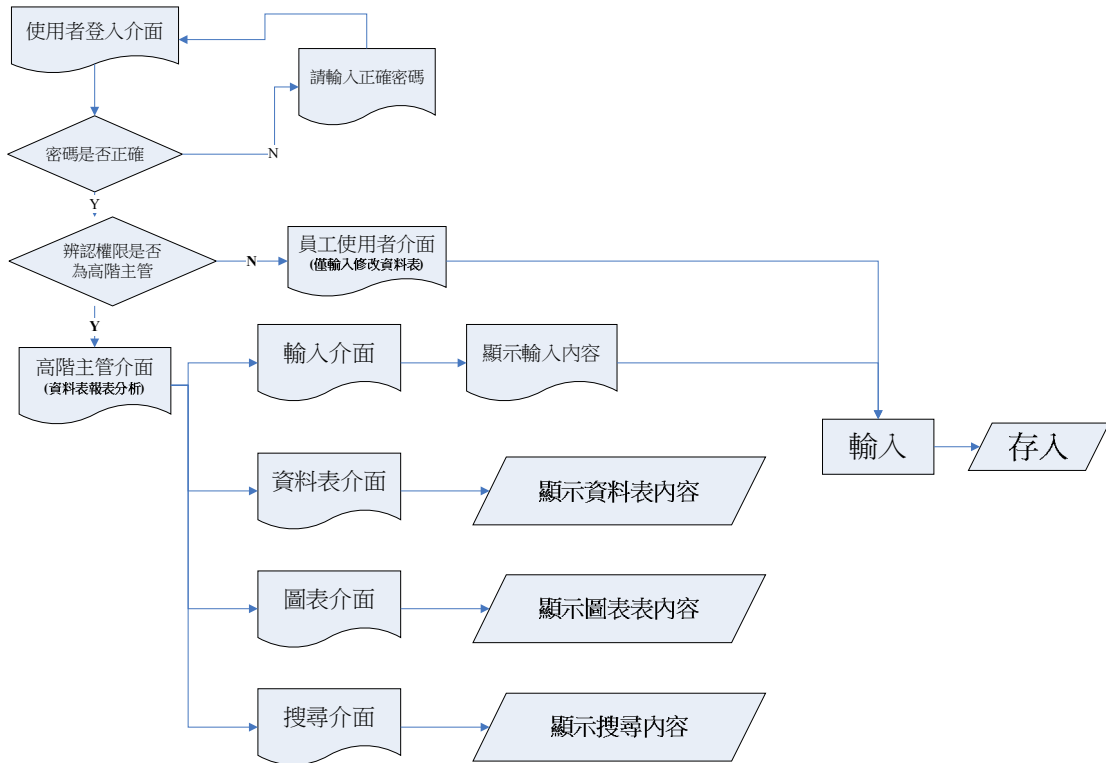 使用者登入介面
請輸入正確密碼
密碼是否正確
N
Y
辨認權限是否
為高階主管
N
員工使用者介面
(僅輸入修改資料表)
Y
高階主管介面
(資料表報表分析)
輸入介面
顯示輸入內容
輸入
存入
資料表介面
顯示資料表內容
圖表介面
顯示圖表表內容
搜尋介面
顯示搜尋內容